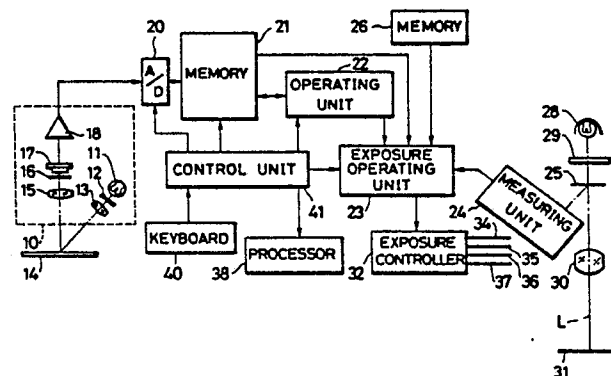 20
21
26
MEMORY
A/D
MEMORY
22
OPERATING UNIT
28
29
18
17
16
15
11
12
13
25
CONTROL UNIT
EXPOSURE OPERATING UNIT
MEASURING UNIT
41
23
24
10
14
KEYBOARD
PROCESSOR
EXPOSURE CONTROLLER
34
35
36
37
30
40
38
32
L
31